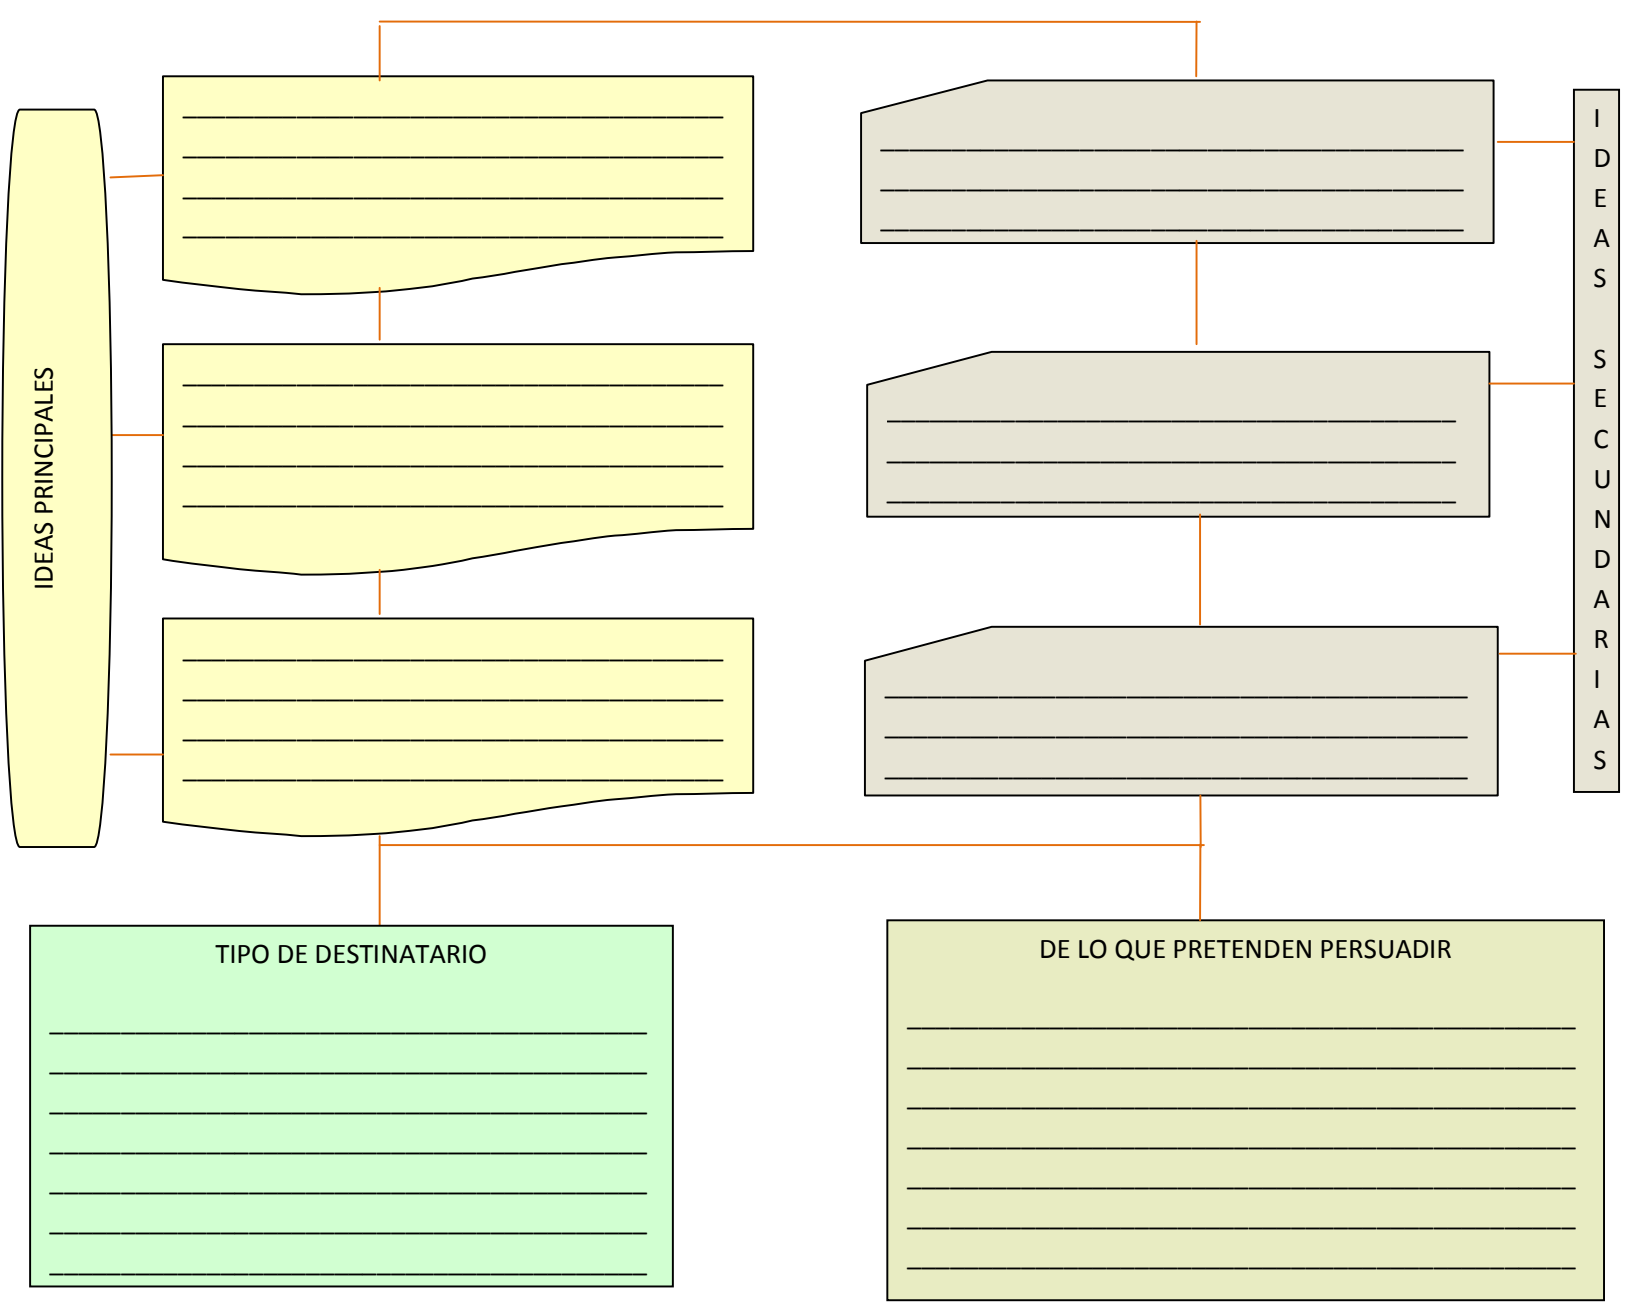 IDEAS PRINCIPALES
IDEAS SECUNDARIAS
TIPO DE DESTINATARIO
DE LO QUE PRETENDEN PERSUADIR